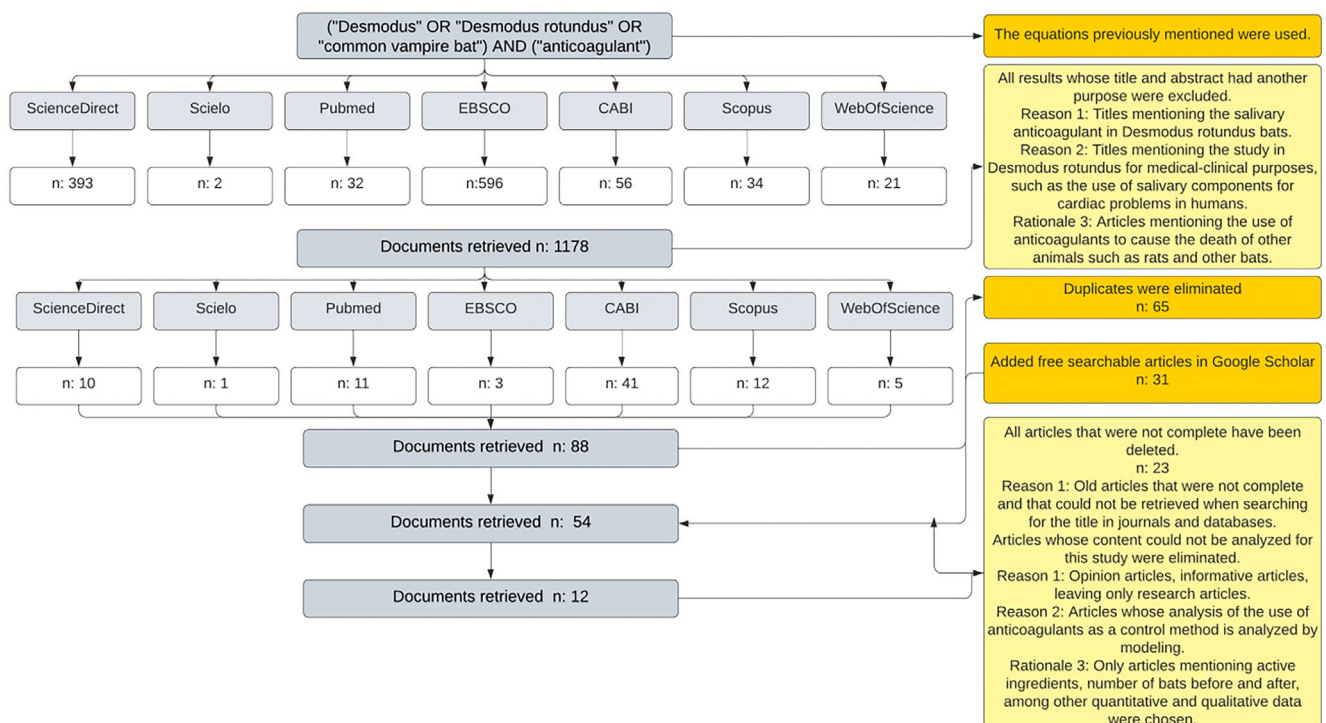 ("Desmodus" OR "Desmodus rotundus" OR
"common vampire bat") AND ("anticoagulant")
The equations previously mentioned were used.
ScienceDirect
Scielo
Pubmed
EBSCO
CABI
Scopus
WebOfScience
n: 393
n: 2
n: 32
n:596
n: 56
n: 34
n: 21
All results whose title and abstract had another
purpose were excluded.
Reason 1: Titles mentioning the salivary
anticoagulant in Desmodus rotundus bats.
Reason 2: Titles mentioning the study in
Desmodus rotundus for medical-clinical purposes,
such as the use of salivary components for
cardiac problems in humans.
Rationale 3: Articles mentioning the use of
anticoagulants to cause the death of other
animals such as rats and other bats.
Documents retrieved n: 1178
ScienceDirect
Scielo
Pubmed
EBSCO
CABI
Scopus
WebOfScience
n: 10
n: 1
n: 11
n: 3
n: 41
n: 12
n: 5
Duplicates were eliminated
n: 65
Added free searchable articles in Google Scholar
n: 31
Documents retrieved n: 88
Documents retrieved n: 54
Documents retrieved n: 12
All articles that were not complete have been
deleted.
n: 23
Reason 1: Old articles that were not complete
and that could not be retrieved when searching
for the title in journals and databases.
Articles whose content could not be analyzed for
this study were eliminated.
Reason 1: Opinion articles, informative articles,
leaving only research articles.
Reason 2: Articles whose analysis of the use of
anticoagulants as a control method is analyzed by
modeling.
Rationale 3: Only articles mentioning active
ingredients, number of bats before and after,
among other quantitative and qualitative data
were chosen.